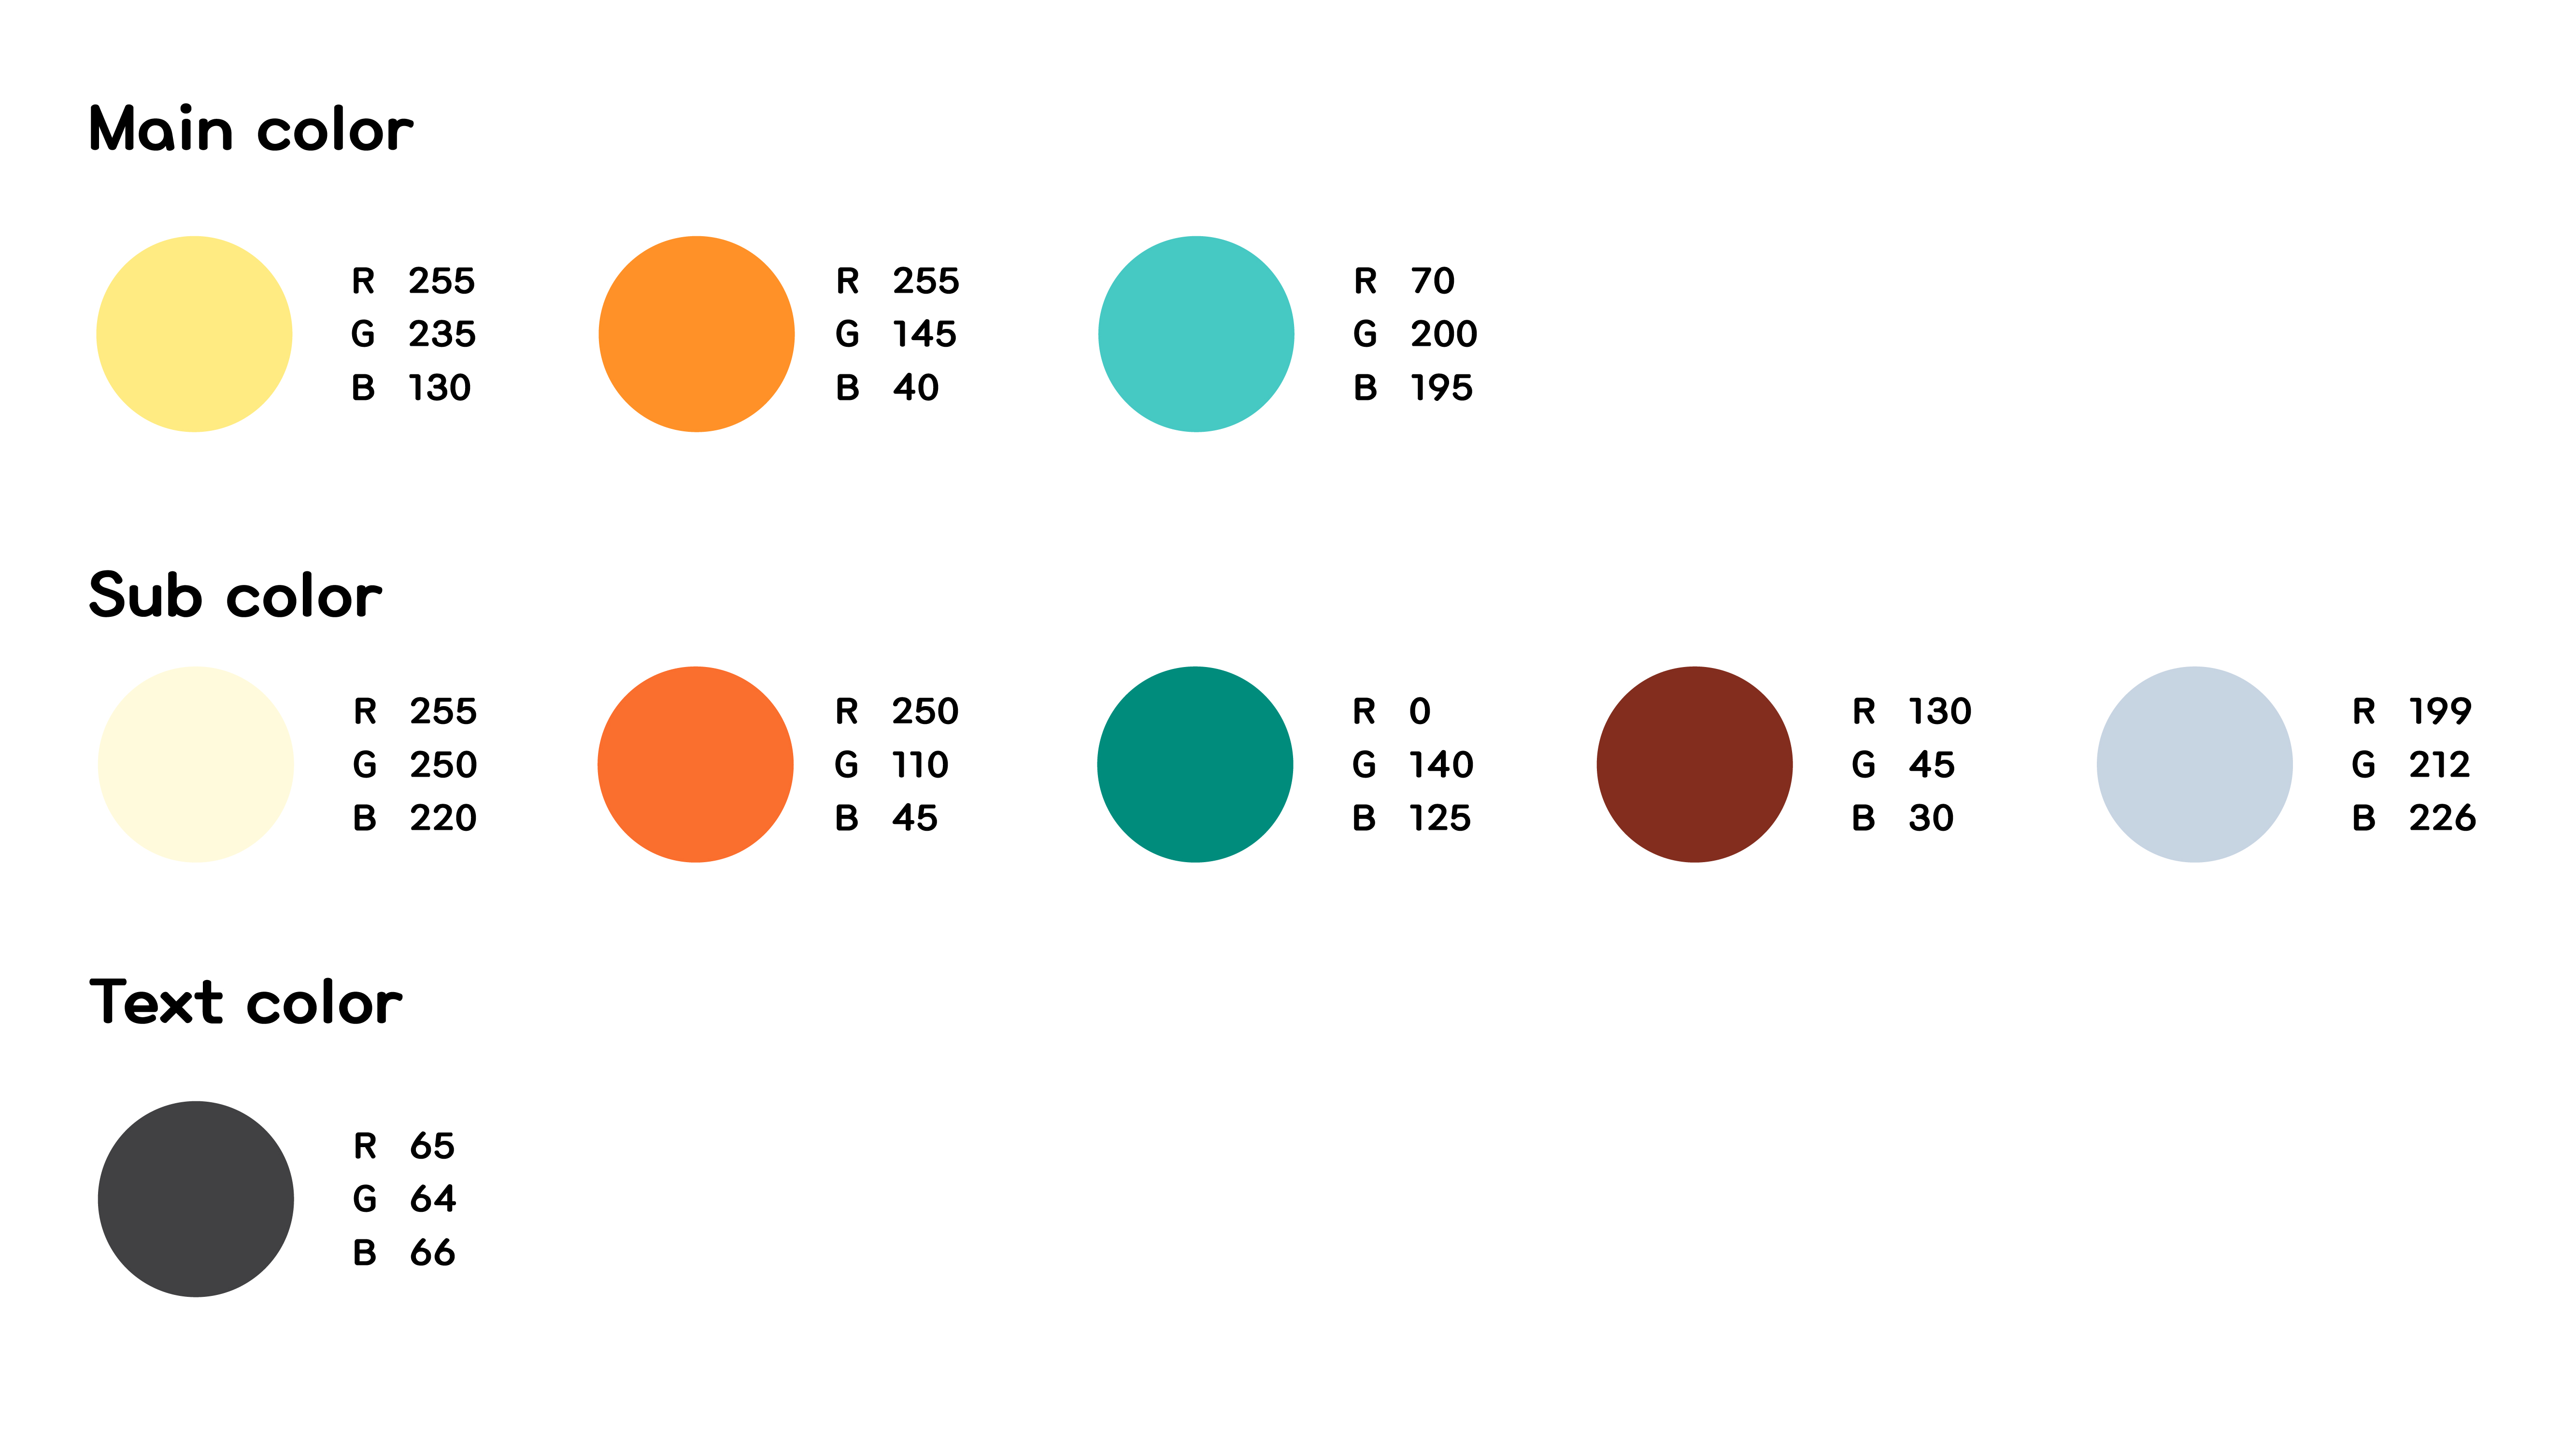 Main color
R 255
G 235
B 130
R 255
G 145
B 40
R 70
G 200
B 195
Sub color
R 255
G 250
B 220
R 250
G 110
B 45
R 0
G 140
B 125
R 130
G 45
B 30
R 199
G 212
B 226
Text color
R 65
G 64
B 66